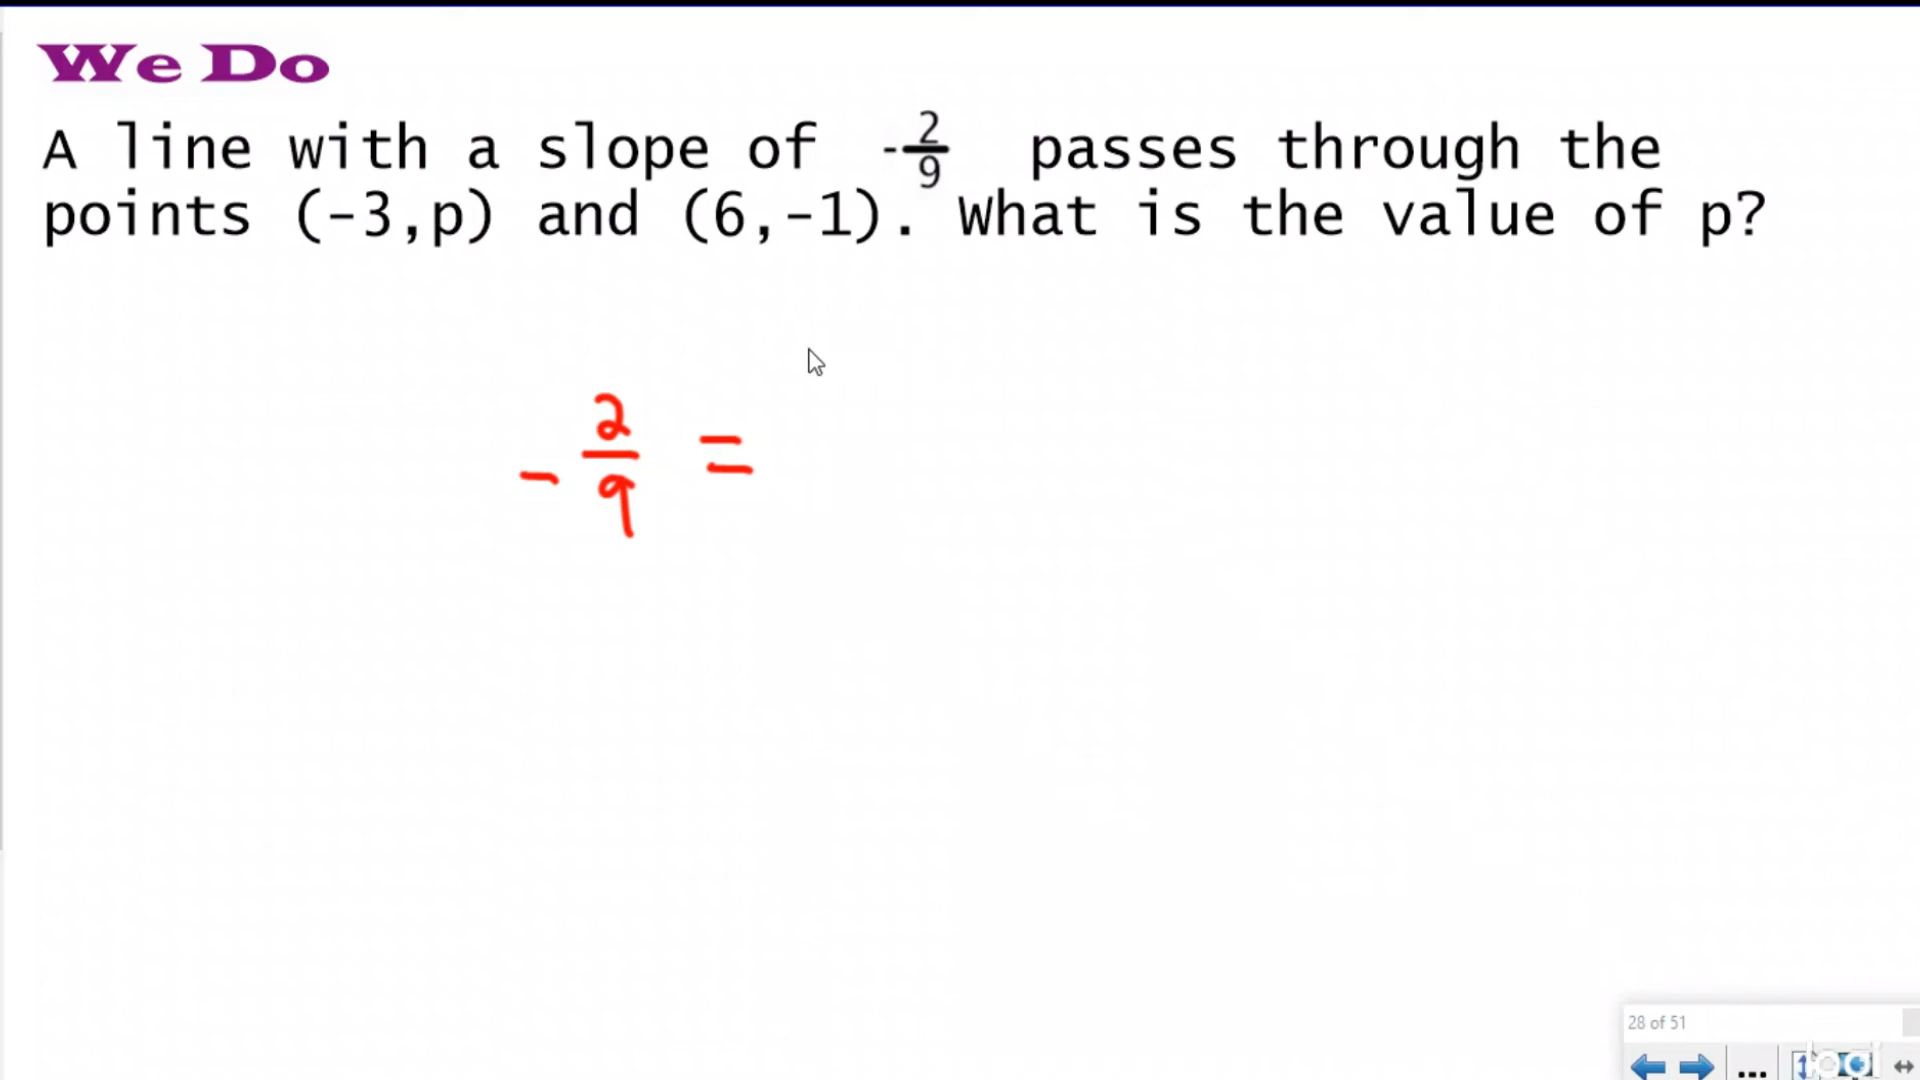 We Do
A line with a slope of -2/9 passes through the
points (-3,p) and (6,-1). What is the value of p?
- 2/9 =
28 of 51
...